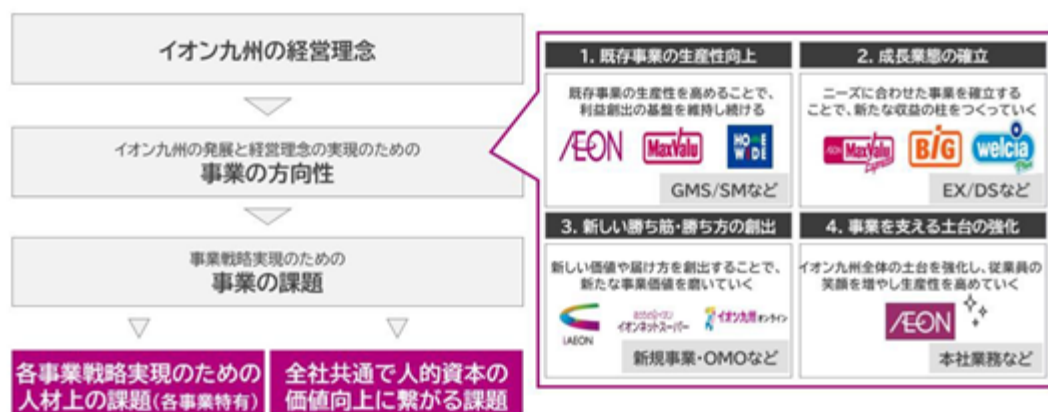 イオン九州の経営理念
イオン九州の発展と経営理念の実現のための
事業の方向性
事業戦略実現のための
事業の課題
各事業戦略実現のための
人材上の課題(各事業特有)
全社共通で人的資本の
価値向上に繋がる課題
1. 既存事業の生産性向上
既存事業の生産性を高めることで、
利益創出の基盤を維持し続ける
ÆON
MaxValu
HOME WIDE
GMS/SMなど
2. 成長業態の確立
ニーズに合わせた事業を確立する
ことで、新たな収益の柱をつくっていく
ÆON MaxValu Express
BIG
welcia Plus
EX/DSなど
3. 新しい勝ち筋・勝ち方の創出
新しい価値や届け方を創出することで、
新たな事業価値を磨いていく
iAEON
イオンネットスーパー
イオン九州オンライン
新規事業・OMOなど
4. 事業を支える土台の強化
イオン九州全体の土台を強化し、従業員の
笑顔を増やし生産性を高めていく
ÆON
本社業務など